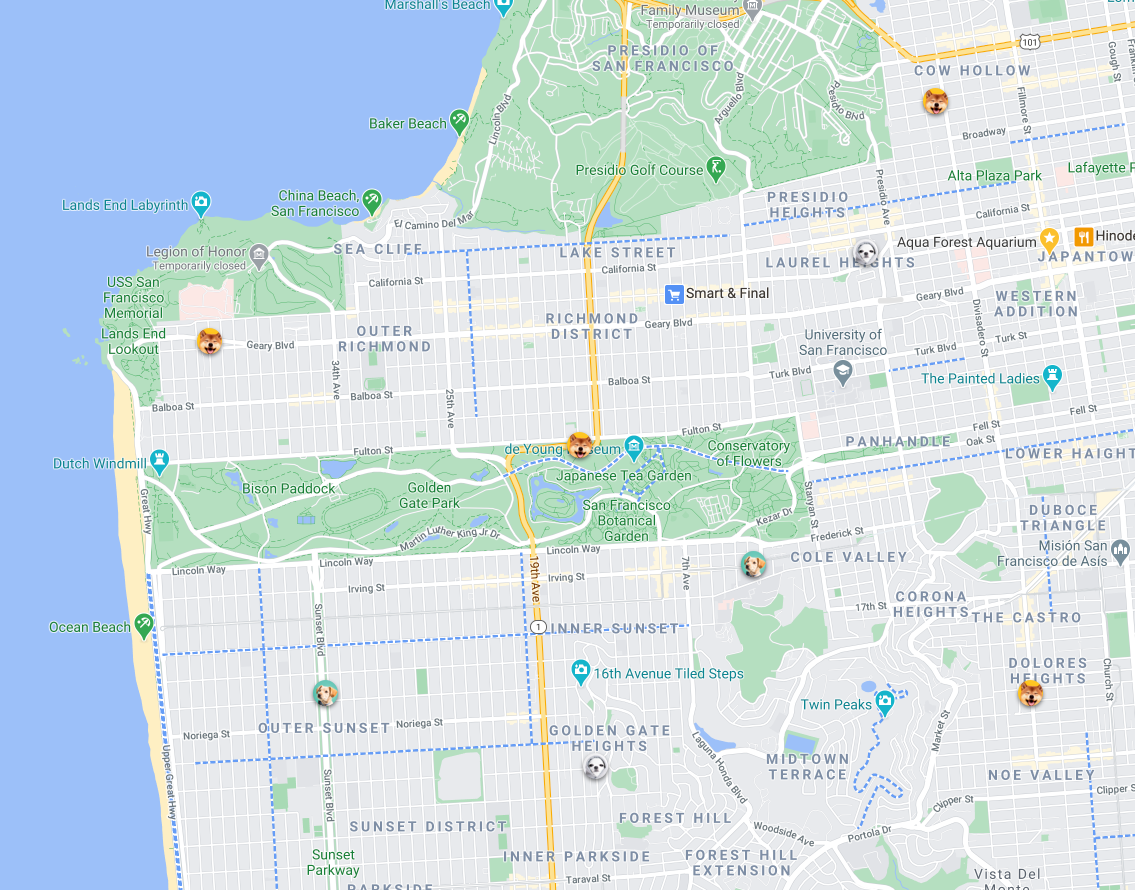 Marshall's Beach
Family Museum
Temporarily closed
PRESIDIO OF
SAN FRANCISCO
101
COW HOLLOW
Gough St
Franklin
Fillmore St
Lincoln Blvd
Arguello Blvd
Presidio Blvd
Baker Beach
Broadway
Presidio Golf Course
Alta Plaza Park
Lafayette P
Presidio Ave
Lands End Labyrinth
China Beach,
San Francisco
El Camino Del Mar
PRESIDIO
HEIGHTS
California St
Legion of Honor
Temporarily closed
SEA CLIFF
LAKE STREET
California St
California St
LAUREL HEIGHTS
Aqua Forest Aquarium
Hinode
JAPANTOW
USS San
Francisco
Memorial
Smart & Final
Geary Blvd
WESTERN
ADDITION
Lands End
Lookout
Geary Blvd
OUTER
RICHMOND
RICHMOND
DISTRICT
Geary Blvd
University of
San Francisco
Divisadero St
Turk St
Turk Blvd
Turk Blvd
34th Ave
25th Ave
Balboa St
Balboa St
Balboa St
The Painted Ladies
Fell St
Fulton St
Fulton St
de Young Museum
Conservatory
of Flowers
PANHANDLE
Oak St
LOWER HAIGHT
Dutch Windmill
Bison Paddock
Golden
Gate Park
Japanese Tea Garden
San Francisco
Botanical
Garden
Great Hwy
Martin Luther King Jr Dr
Kezar Dr
Stanyan St
Frederick St
DUBOCE
TRIANGLE
Misión San
Francisco de Asís
Lincoln Way
Lincoln Way
Lincoln Way
Irving St
Irving St
19th Ave
7th Ave
COLE VALLEY
CORONA
HEIGHTS
17th St
THE CASTRO
Ocean Beach
Sunset Blvd
1
INNER SUNSET
16th Avenue Tiled Steps
DOLORES
HEIGHTS
Church St
Twin Peaks
OUTER SUNSET
Noriega St
Noriega St
GOLDEN GATE
HEIGHTS
Laguna Honda Blvd
Market St
MIDTOWN
TERRACE
NOE VALLEY
Upper Great Hwy
Sunset Blvd
Clipper St
Clipper S
SUNSET DISTRICT
FOREST HILL
Woodside Ave
Portola Dr
Sunset
Parkway
INNER PARKSIDE
FOREST HILL
EXTENSION
Taraval St
Vista Del
Monte
PARKSIDE